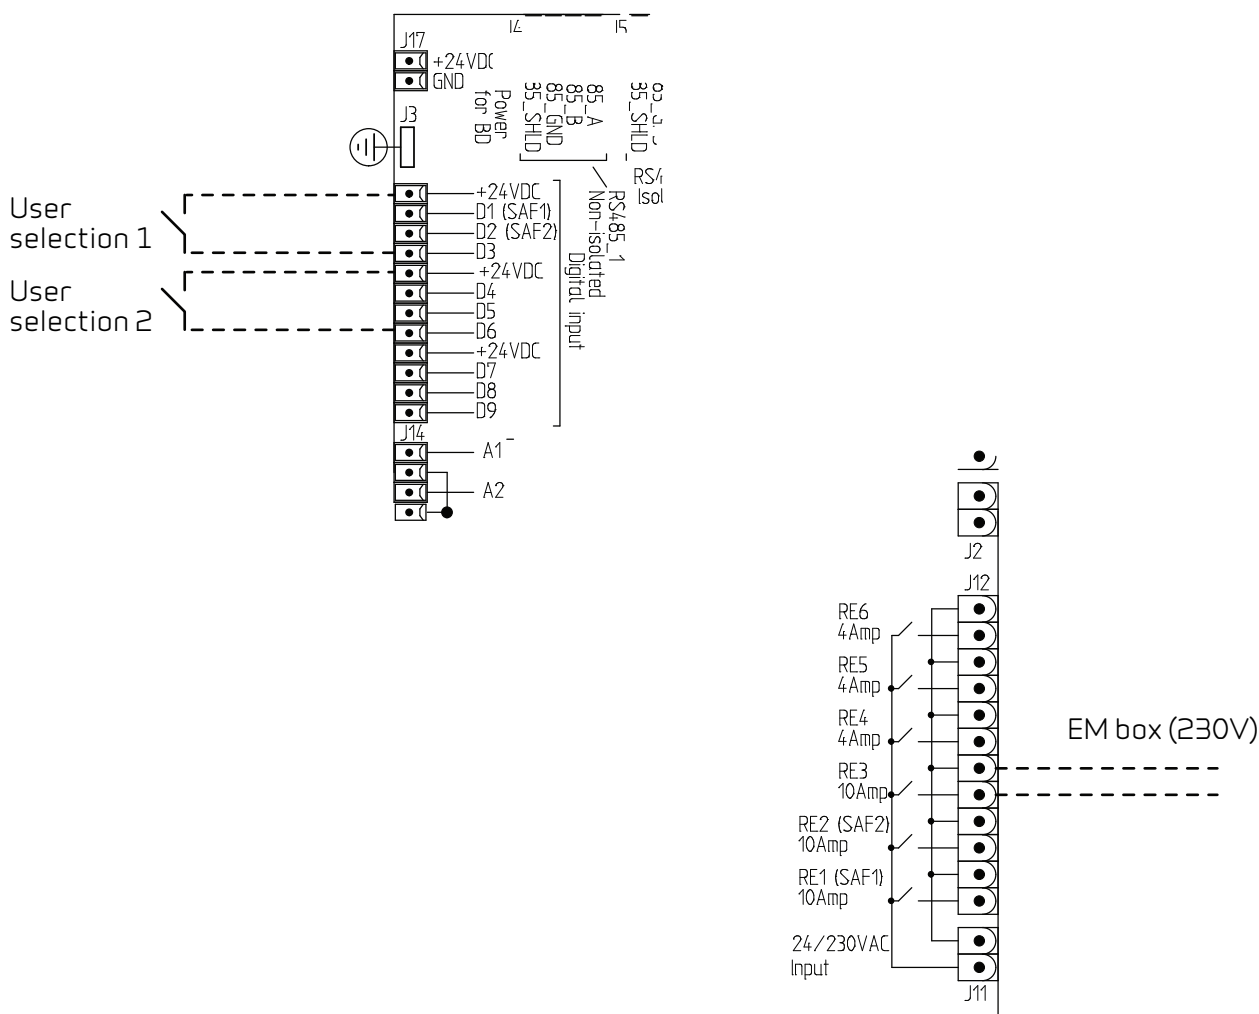 J4
J5
J17
+24VDC
GND
J3
Power
for BD
85_GND
85_B
85_A
RS485_1
Non-isolated
User
selection 1
+24VDC
D1 (SAF1)
D2 (SAF2)
D3
User
selection 2
+24VDC
D4
D5
D6
+24VDC
D7
D8
D9
Digital input
J14
A1
A2
J2
J12
RE6
4Amp
RE5
4Amp
RE4
4Amp
RE3
10Amp
RE2 (SAF2)
10Amp
RE1 (SAF1)
10Amp
24/230VAC
Input
J11
EM box (230V)